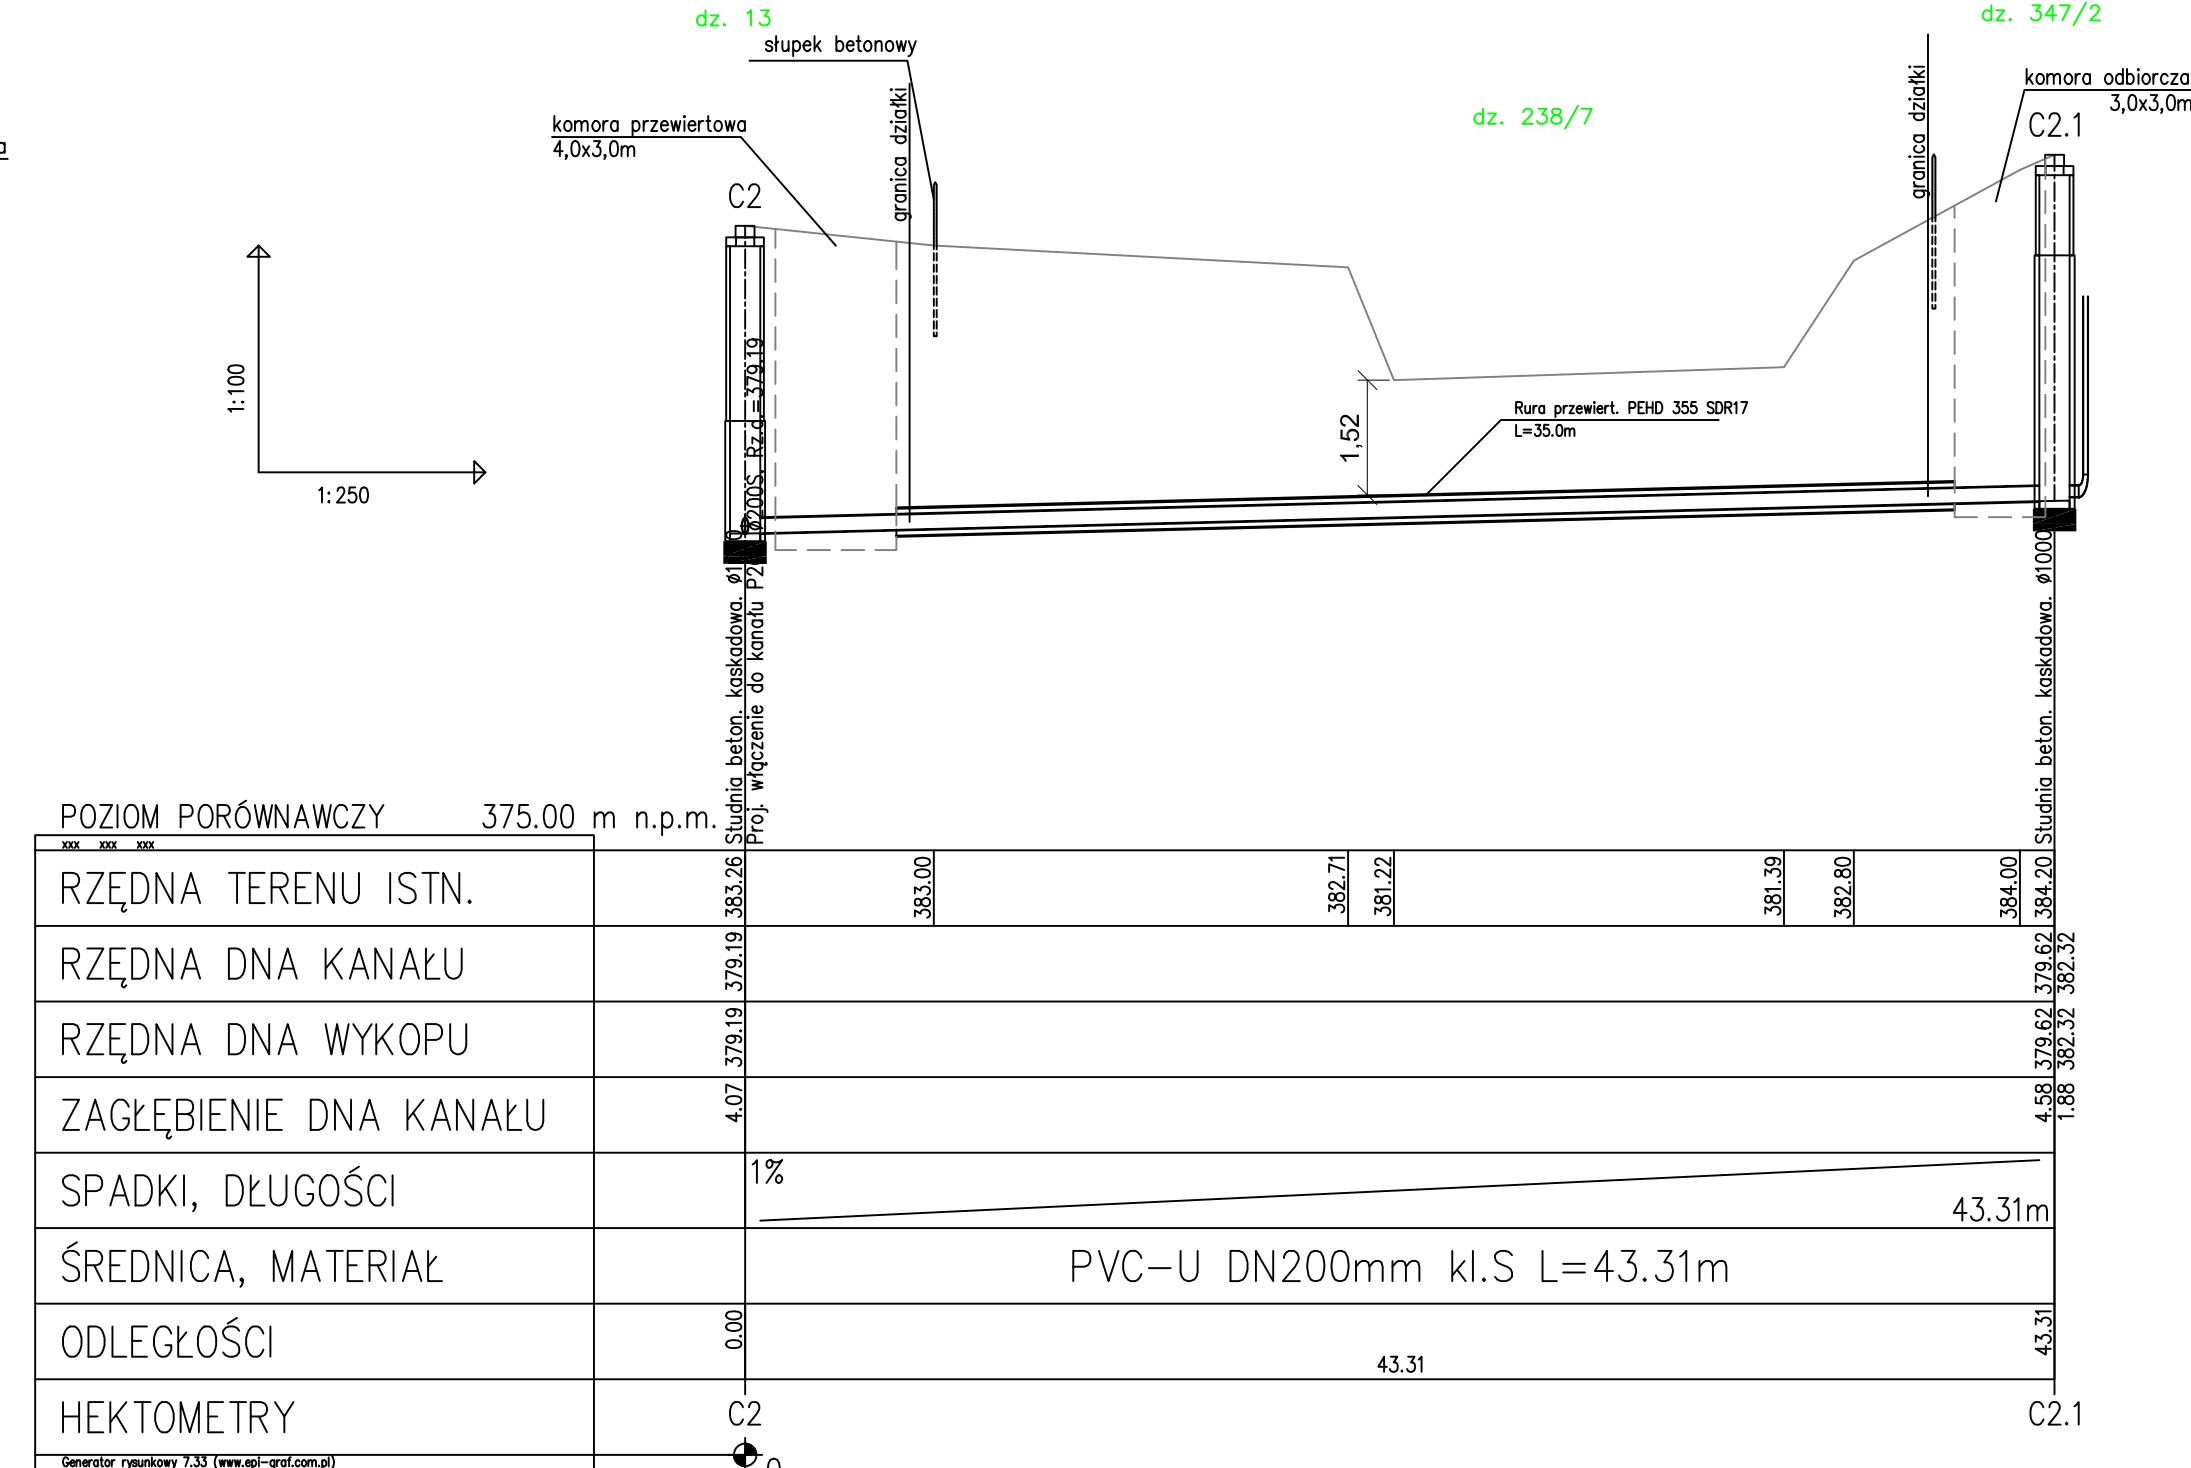 dz. 13
dz. 347/2
słupek betonowy
komora odbiorcza
3,0x3,0m
dz. 238/7
komora przewiertowa
4,0x3,0m
a
granica działki
granica działki
C2
C2.1
1:100
1:250
1,52
Rura przewiert. PEHD 355 SDR17
L=35.0m
Studnia beton. kaskadowa.
Proj. włączenie do kanału
ø200S, Rz.d.=379.19
Studnia beton. kaskadowa. ø1000
POZIOM PORÓWNAWCZY 375.00 m n.p.m.
xxx xxx xxx
RZĘDNA TERENU ISTN. 383.26 383.00 382.71 381.22 381.39 382.80 384.00 384.20
RZĘDNA DNA KANAŁU 379.19 379.62 382.32
RZĘDNA DNA WYKOPU 379.19 379.62 382.32
ZAGŁĘBIENIE DNA KANAŁU 4.07 4.58 1.88
SPADKI, DŁUGOŚCI 1% 43.31m
ŚREDNICA, MATERIAŁ PVC-U DN200mm kl.S L=43.31m
ODLEGŁOŚCI 0.00 43.31 43.31
HEKTOMETRY C2 C2.1
Generator rysunkowy 7.33 (www.epi-graf.com.pl)